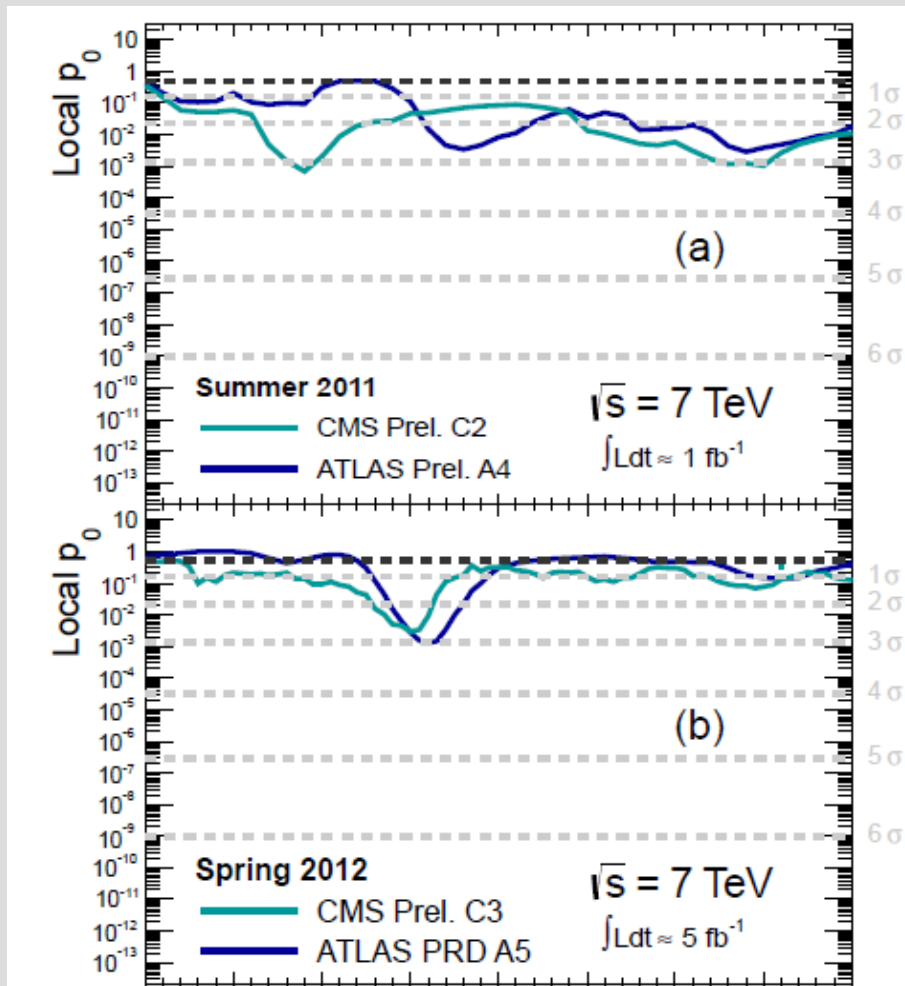 Local p₀
10
1
10⁻¹
10⁻²
10⁻³
10⁻⁴
10⁻⁵
10⁻⁶
10⁻⁷
10⁻⁸
10⁻⁹
10⁻¹⁰
10⁻¹¹
10⁻¹²
10⁻¹³
1σ
2σ
3σ
4σ
5σ
6σ
(a)
Summer 2011
CMS Prel. C2
ATLAS Prel. A4
√s = 7 TeV
∫Ldt ≈ 1 fb⁻¹
Local p₀
10
1
10⁻¹
10⁻²
10⁻³
10⁻⁴
10⁻⁵
10⁻⁶
10⁻⁷
10⁻⁸
10⁻⁹
10⁻¹⁰
10⁻¹¹
10⁻¹²
10⁻¹³
1σ
2σ
3σ
4σ
5σ
6σ
(b)
Spring 2012
CMS Prel. C3
ATLAS PRD A5
√s = 7 TeV
∫Ldt ≈ 5 fb⁻¹